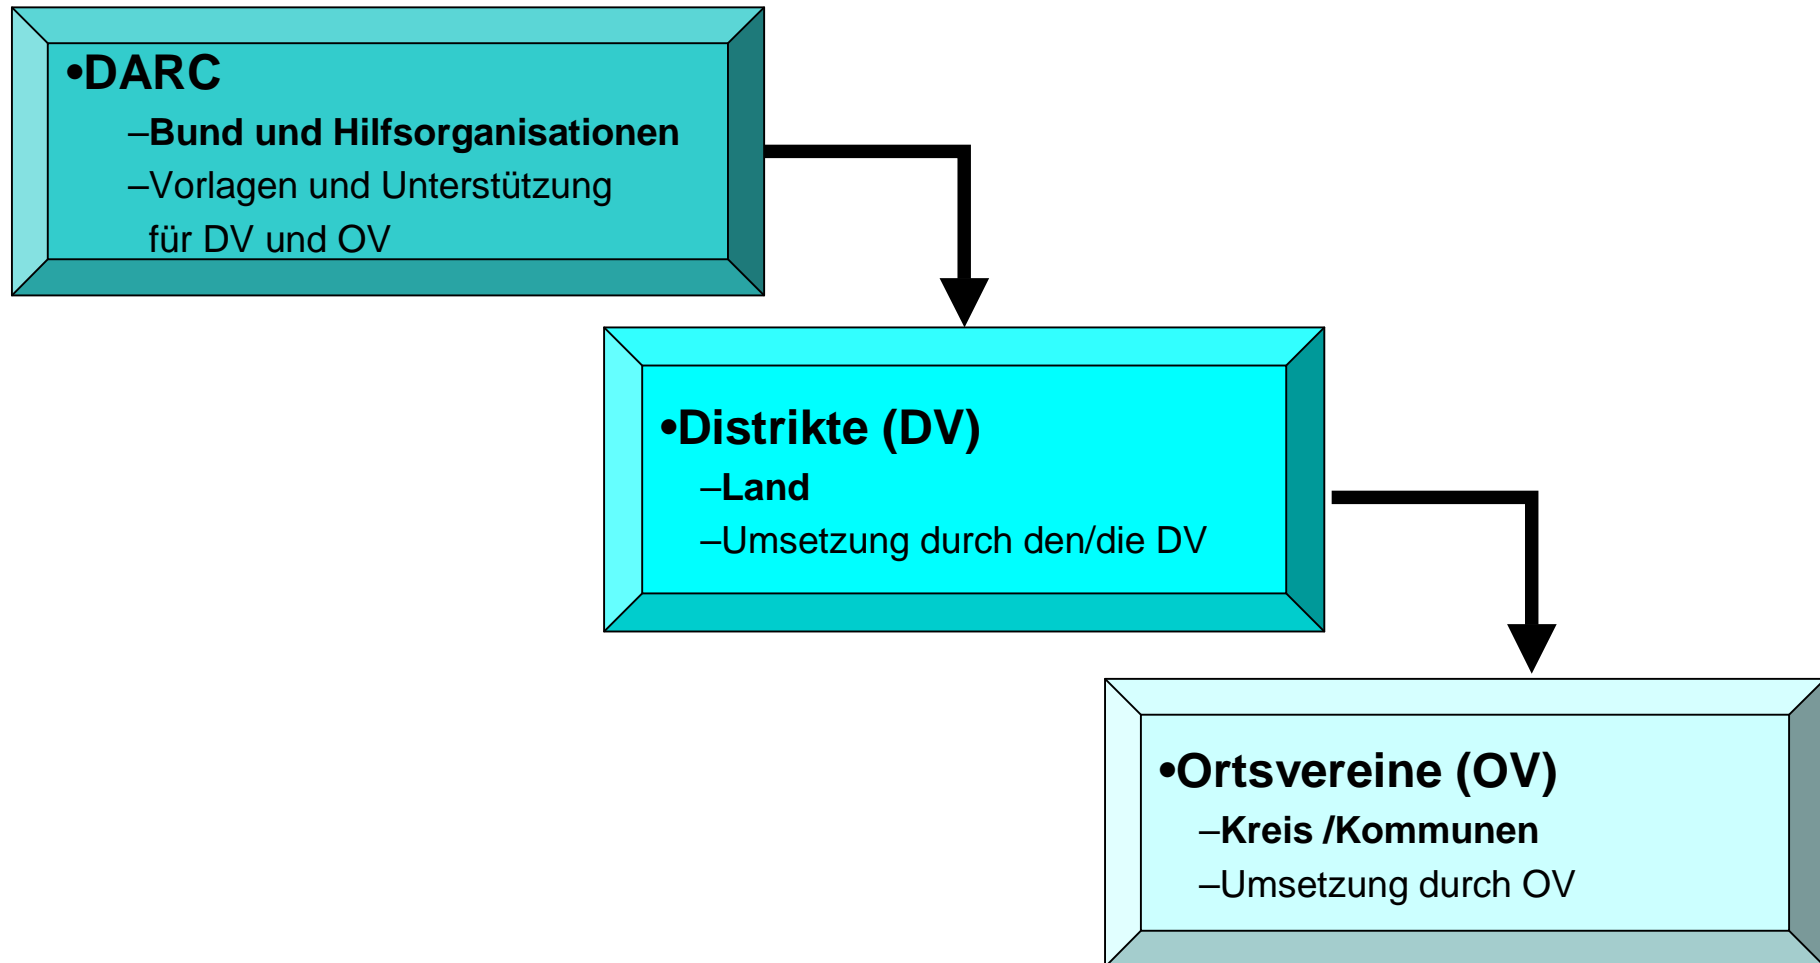 •DARC
–Bund und Hilfsorganisationen
–Vorlagen und Unterstützung
für DV und OV
•Distrikte (DV)
–Land
–Umsetzung durch den/die DV
•Ortsvereine (OV)
–Kreis /Kommunen
–Umsetzung durch OV